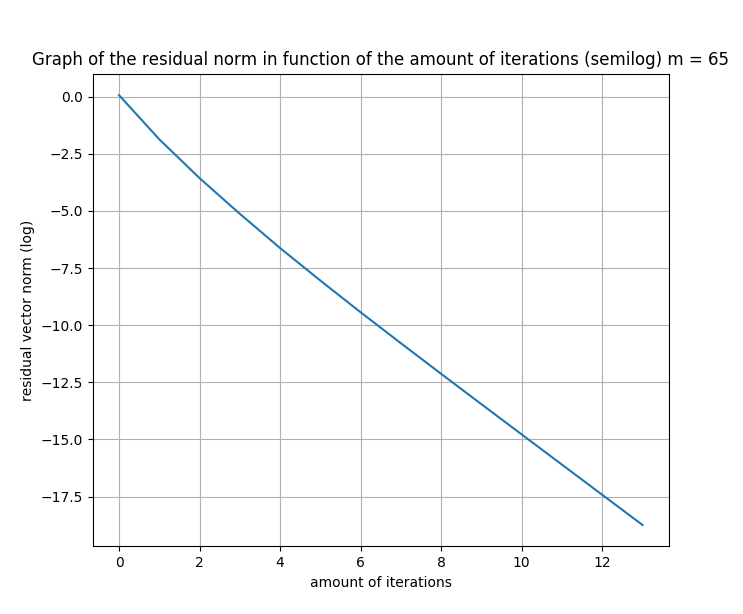 Graph of the residual norm in function of the amount of iterations (semilog) m = 65
residual vector norm (log)
0.0
−2.5
−5.0
−7.5
−10.0
−12.5
−15.0
−17.5
0 2 4 6 8 10 12
amount of iterations